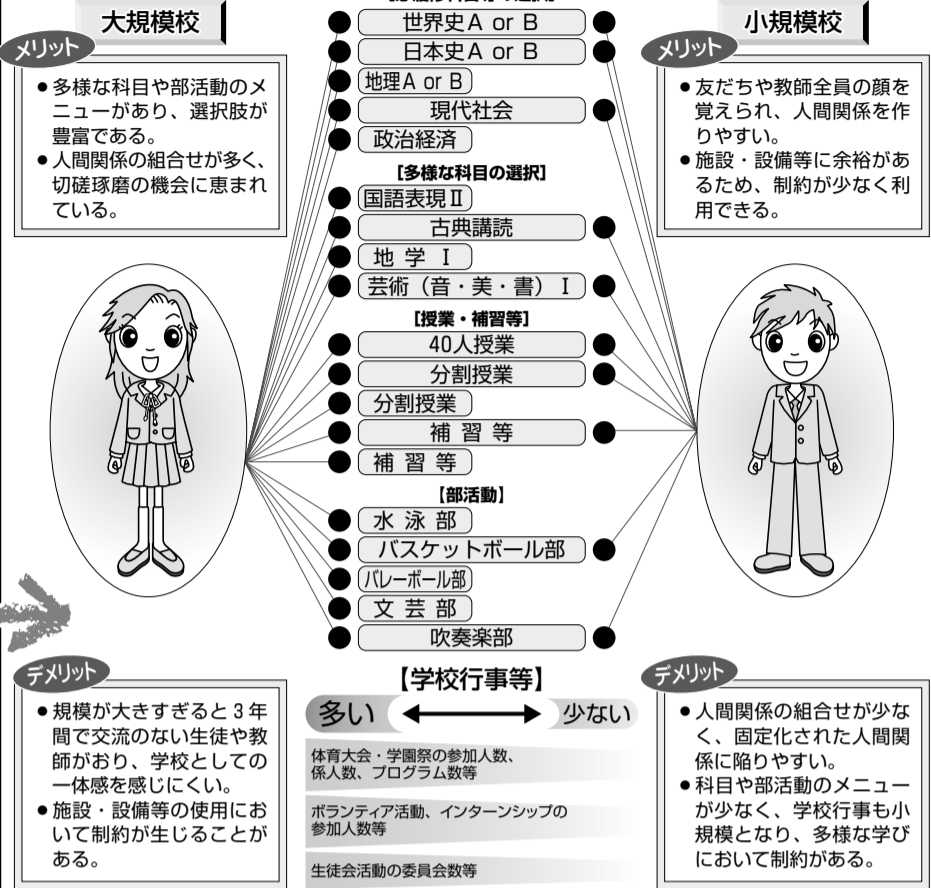 大規模校
メリット
● 多様な科目や部活動のメ
ニューがあり、選択肢が
豊富である。
● 人間関係の組合せが多く、
切磋琢磨の機会に恵まれ
ている。
世界史A or B
日本史A or B
地理A or B
現代社会
政治経済
【多様な科目の選択】
国語表現Ⅱ
古典講読
地 学 Ⅰ
芸術（音・美・書）Ⅰ
【授業・補習等】
40人授業
分割授業
分割授業
補 習 等
補 習 等
【部活動】
水 泳 部
バスケットボール部
バレーボール部
文 芸 部
吹奏楽部
小規模校
メリット
● 友だちや教師全員の顔を
覚えられ、人間関係を作
りやすい。
● 施設・設備等に余裕があ
るため、制約が少なく利
用できる。
デメリット
● 規模が大きすぎると３年
間で交流のない生徒や教
師がおり、学校としての
一体感を感じにくい。
● 施設・設備等の使用にお
いて制約が生じることが
ある。
【学校行事等】
多い 少ない
体育大会・学園祭の参加人数、
係人数、プログラム数等
ボランティア活動、インターンシップの
参加人数等
生徒会活動の委員会数等
デメリット
● 人間関係の組合せが少な
く、固定化された人間関
係に陥りやすい。
● 科目や部活動のメニュー
が少なく、学校行事も小
規模となり、多様な学び
において制約がある。